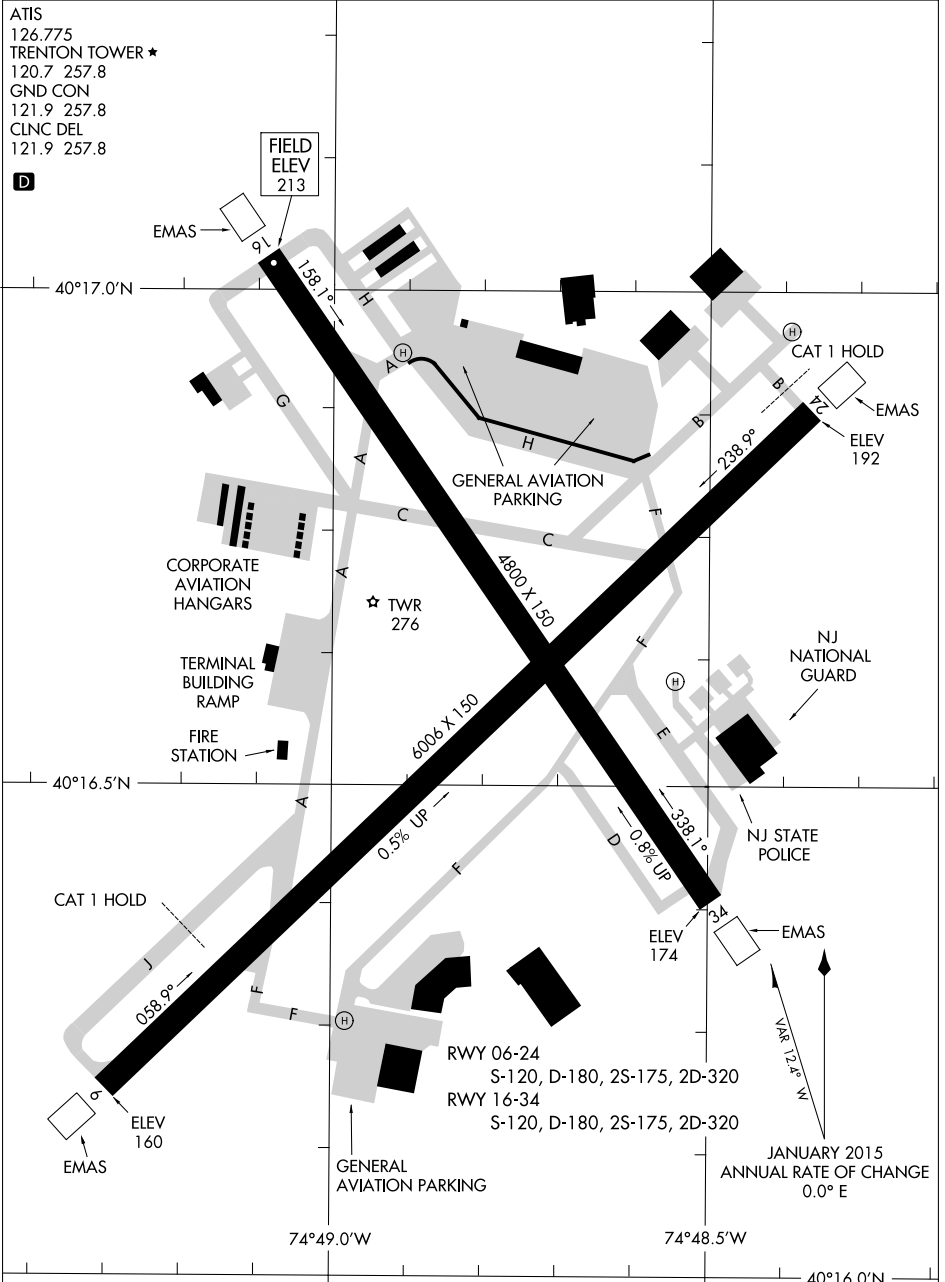 ATIS
126.775
TRENTON TOWER ★
120.7 257.8
GND CON
121.9 257.8
CLNC DEL
121.9 257.8
D
FIELD
ELEV
213
EMAS
16
158.1°
H
40°17.0'N
H
A
H
CAT 1 HOLD
B
24
EMAS
ELEV
192
G
B
238.9°
A
H
GENERAL AVIATION
PARKING
F
C
C
4800 X 150
CORPORATE
AVIATION
HANGARS
A
TWR
276
F
NJ
NATIONAL
GUARD
TERMINAL
BUILDING
RAMP
H
6006 X 150
E
FIRE
STATION
40°16.5'N
A
0.5% UP
338.1°
D
0.8% UP
NJ STATE
POLICE
F
CAT 1 HOLD
34
EMAS
ELEV
174
J
058.9°
F
F
H
VAR 12.4° W
RWY 06-24
S-120, D-180, 2S-175, 2D-320
RWY 16-34
S-120, D-180, 2S-175, 2D-320
6
ELEV
160
EMAS
GENERAL
AVIATION PARKING
JANUARY 2015
ANNUAL RATE OF CHANGE
0.0° E
74°49.0'W
74°48.5'W
40°16.0'N